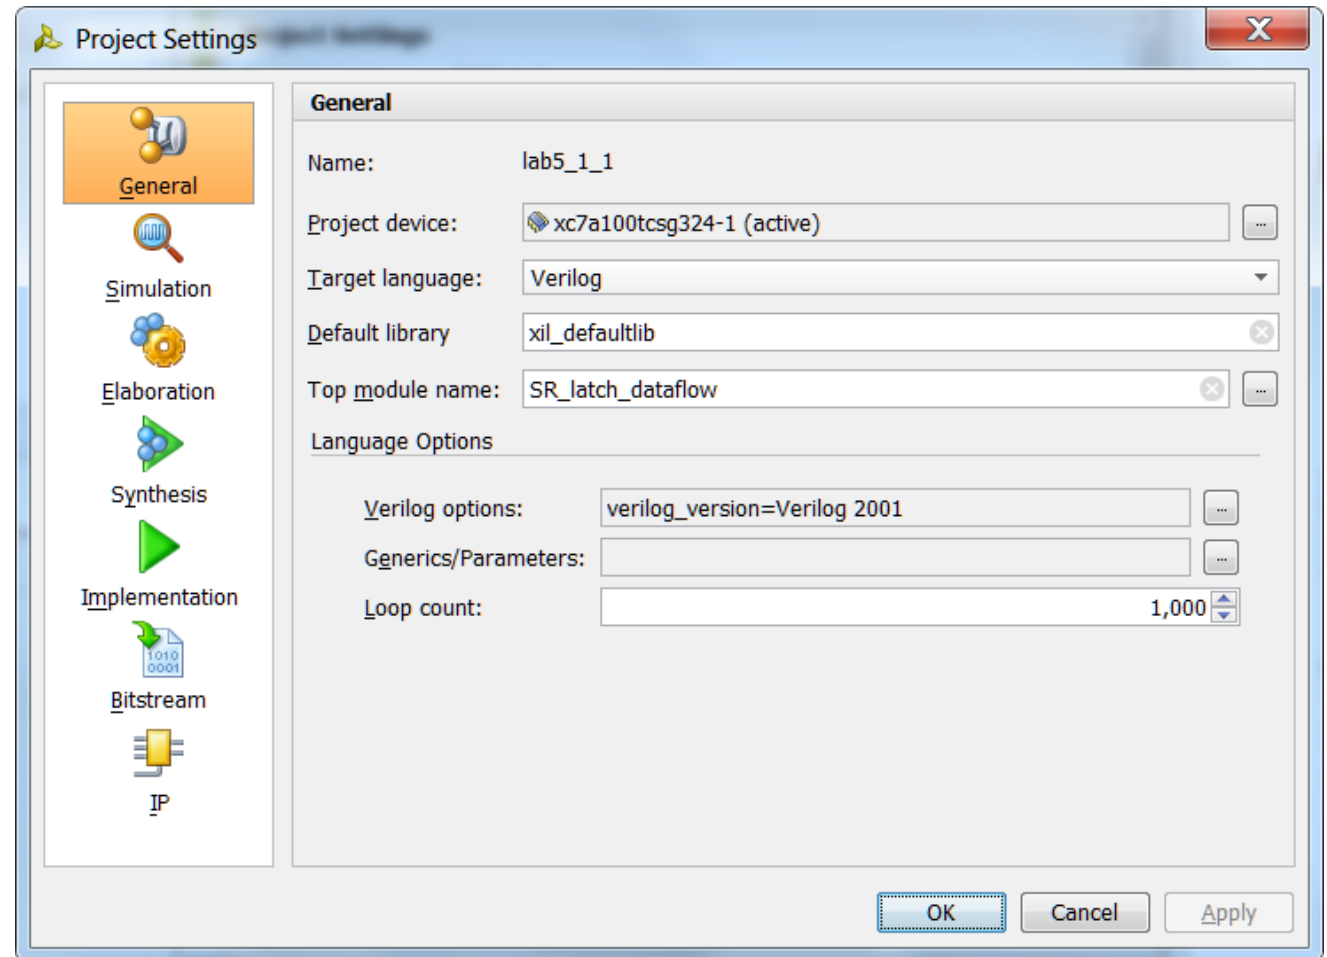 Project Settings
General
Simulation
Elaboration
Synthesis
Implementation
1010
0001
Bitstream
IP
General
Name: lab5_1_1
Project device: xc7a100tcsg324-1 (active)
...
Target language: Verilog
Default library xil_defaultlib
Top module name: SR_latch_dataflow
...
Language Options
Verilog options: verilog_version=Verilog 2001
...
Generics/Parameters:
...
Loop count: 1,000
OK Cancel Apply